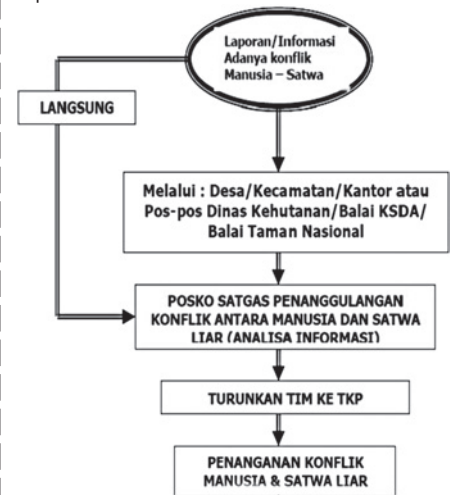 Laporan/Informasi
Adanya konflik
Manusia – Satwa
LANGSUNG
Melalui : Desa/Kecamatan/Kantor atau
Pos-pos Dinas Kehutanan/Balai KSDA/
Balai Taman Nasional
POSKO SATGAS PENANGGULANGAN
KONFLIK ANTARA MANUSIA DAN SATWA
LIAR (ANALISA INFORMASI)
TURUNKAN TIM KE TKP
PENANGANAN KONFLIK
MANUSIA & SATWA LIAR